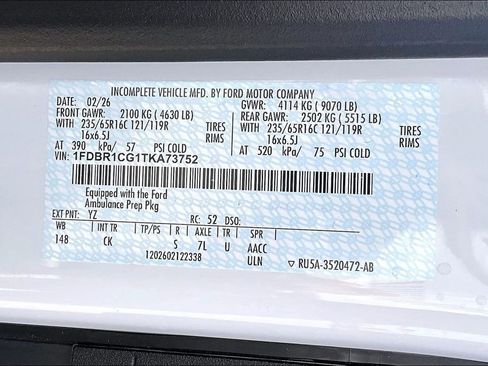 INCOMPLETE VEHICLE MFD. BY FORD MOTOR COMPANY
DATE: 02/26 GVWR: 4114 KG ( 9070 LB)
FRONT GAWR: 2100 KG ( 4630 LB) REAR GAWR: 2502 KG ( 5515 LB)
WITH 235/65R16C 121/119R TIRES WITH 235/65R16C 121/119R TIRES
16x6.5J RIMS 16x6.5J RIMS
AT 390 kPa/ 57 PSI COLD AT 520 kPa/ 75 PSI COLD
VIN: 1FDBR1CG1TKA73752
Equipped with the Ford
Ambulance Prep Pkg
EXT PNT: YZ RC: 52 DSO:
WB INT TR TP/PS R AXLE TR SPR
148 CK S 7L U AACC
1202602122338 ULN ▽ RU5A-3520472-AB